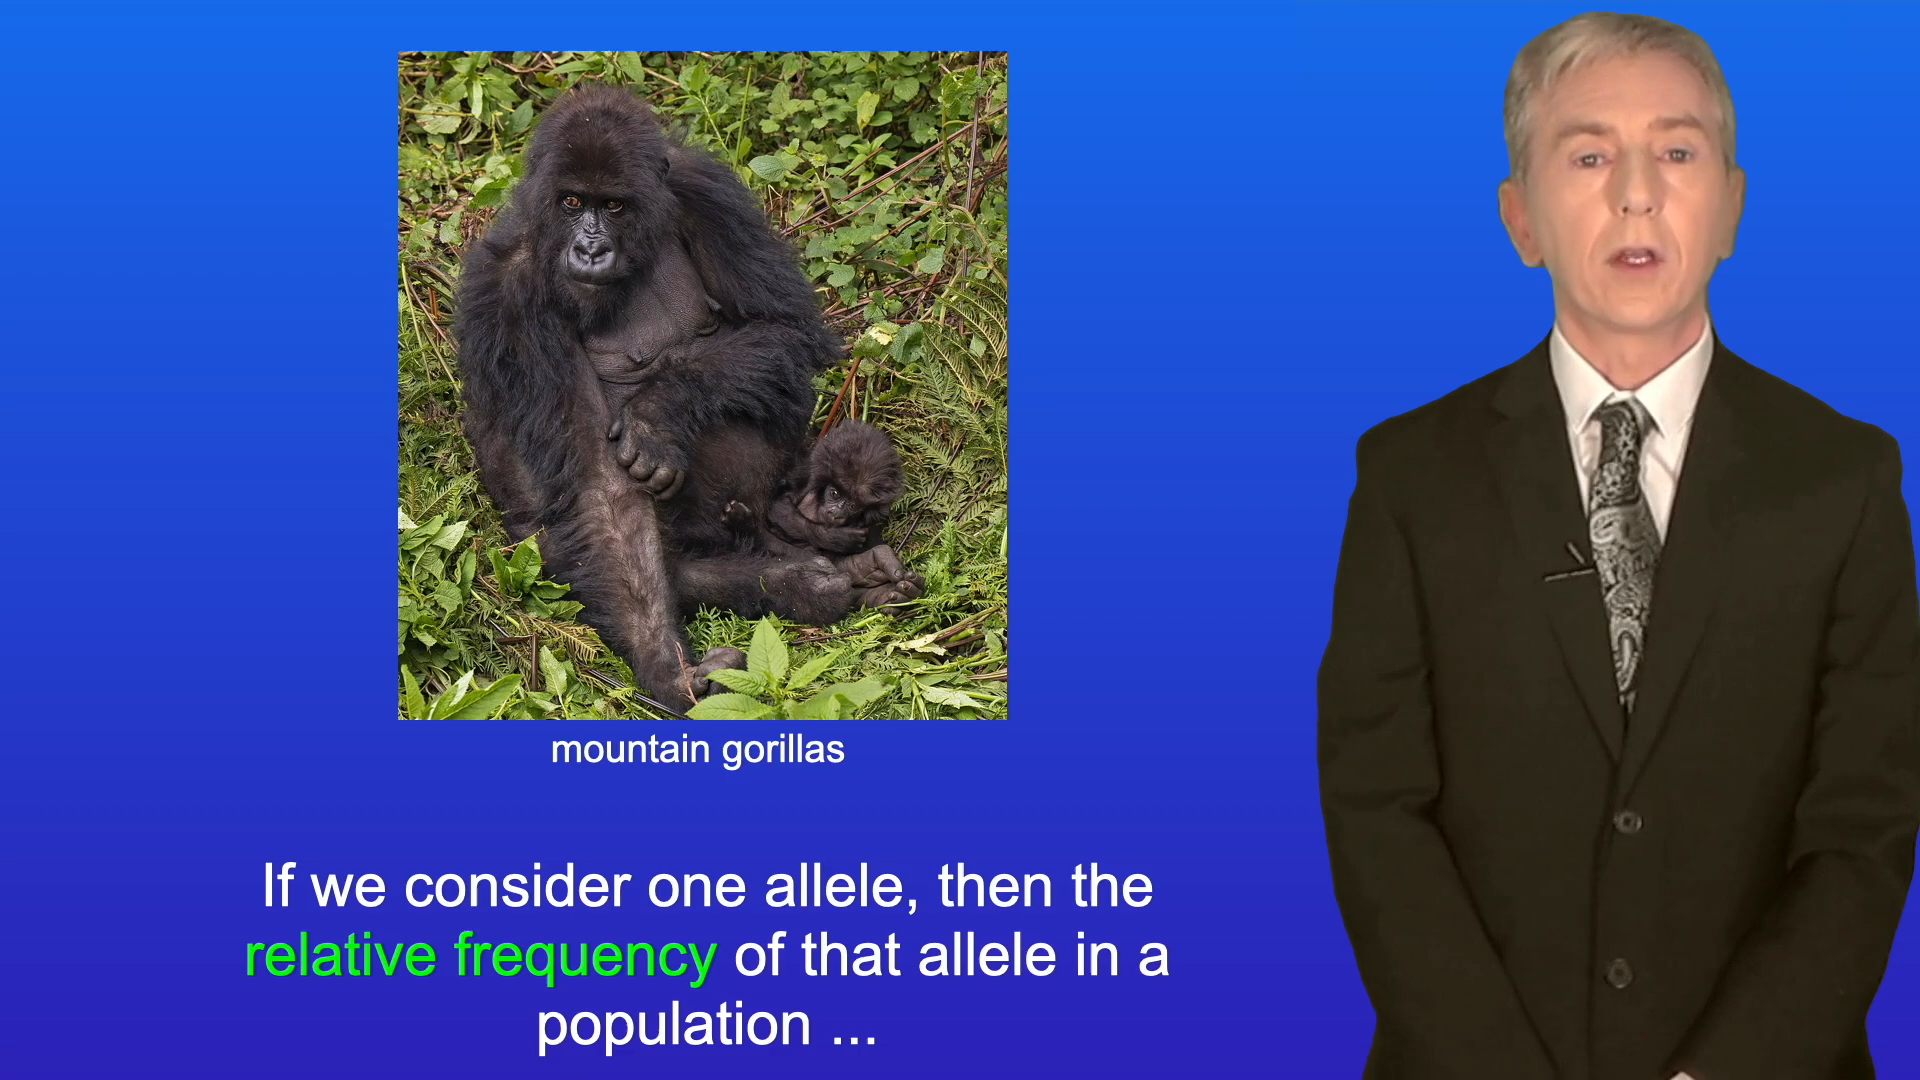 mountain gorillas
If we consider one allele, then the
relative frequency of that allele in a
population ...